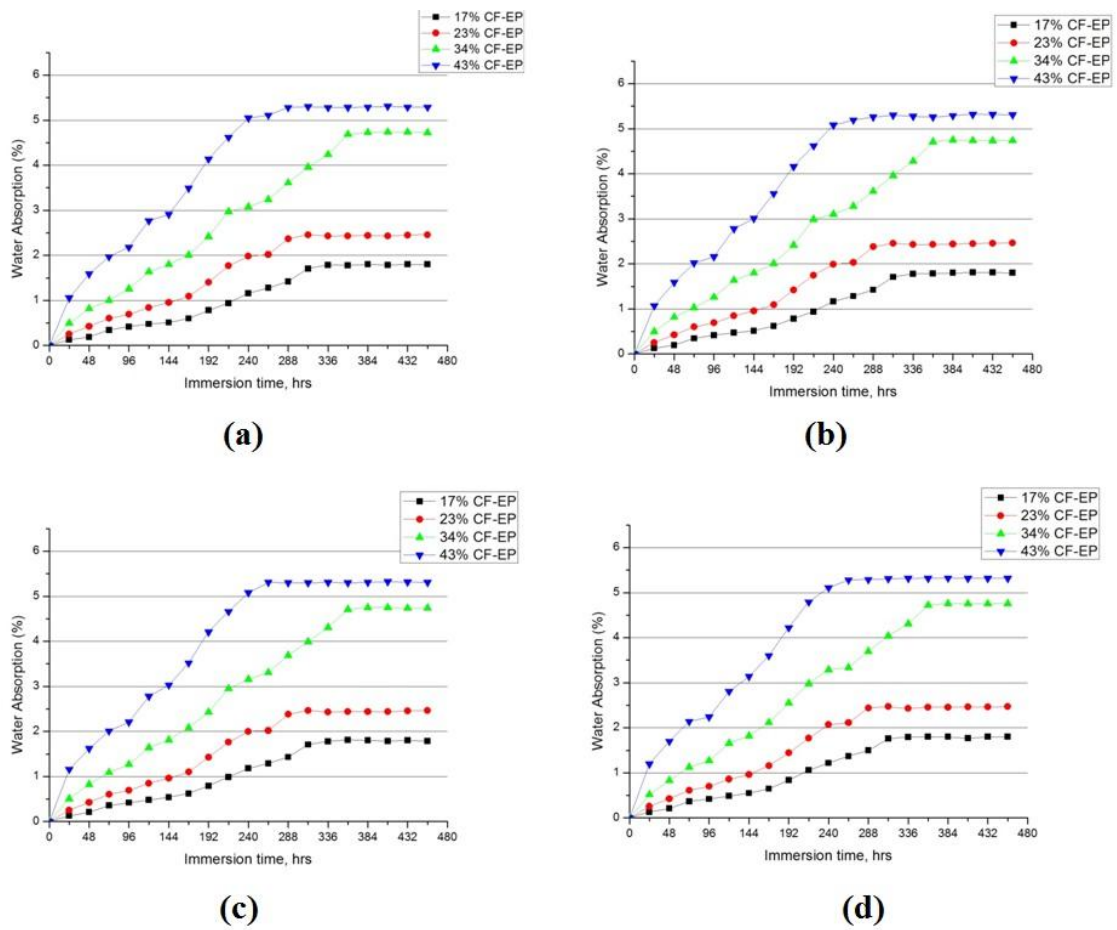 17% CF-EP
23% CF-EP
34% CF-EP
43% CF-EP
6
5
4
3
2
1
0
Water Absorption (%)
0 48 96 144 192 240 288 336 384 432 480
Immersion time, hrs
(a)
17% CF-EP
23% CF-EP
34% CF-EP
43% CF-EP
6
5
4
3
2
1
0
Water Absorption (%)
0 48 96 144 192 240 288 336 384 432 480
Immersion time, hrs
(b)
17% CF-EP
23% CF-EP
34% CF-EP
43% CF-EP
6
5
4
3
2
1
0
Water Absorption (%)
0 48 96 144 192 240 288 336 384 432 480
Immersion time, hrs
(c)
17% CF-EP
23% CF-EP
34% CF-EP
43% CF-EP
6
5
4
3
2
1
0
Water Absorption (%)
0 48 96 144 192 240 288 336 384 432 480
Immersion time, hrs
(d)